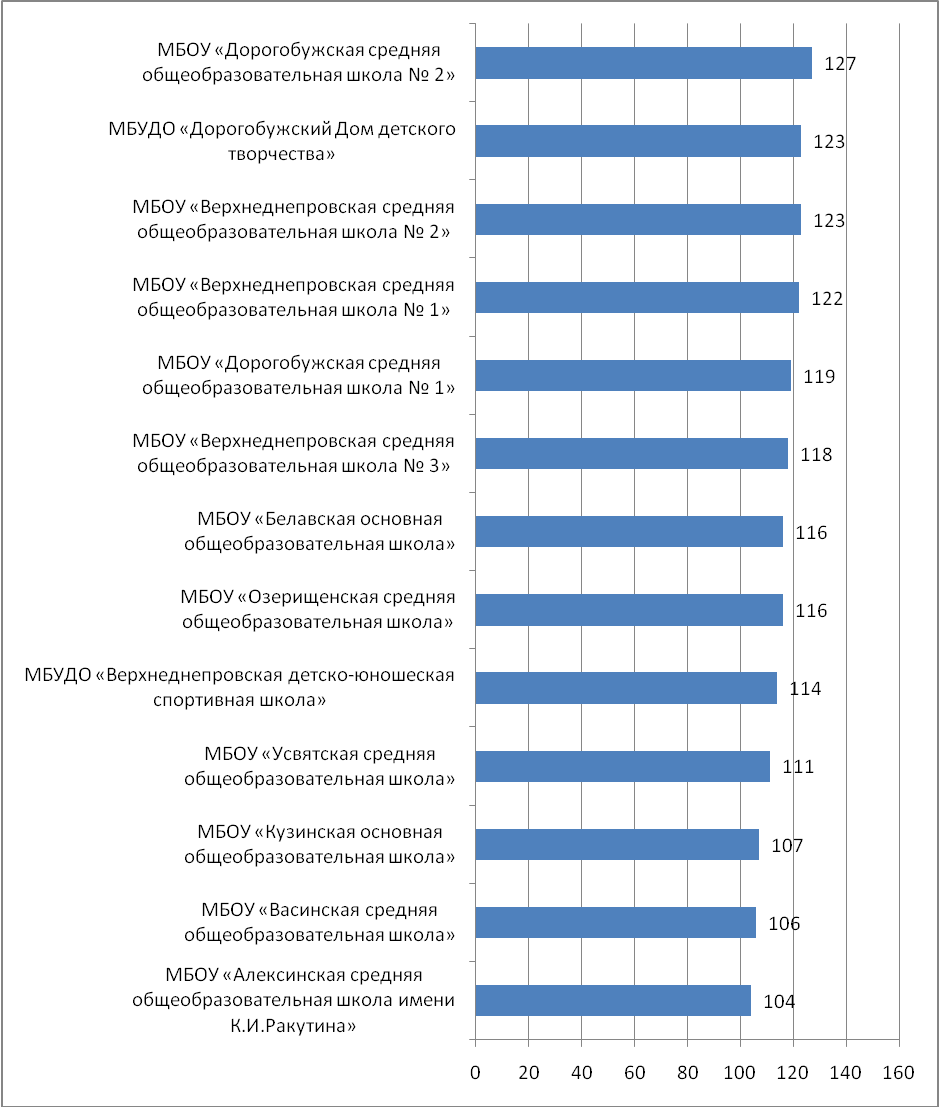 МБОУ «Дорогобужская средняя
общеобразовательная школа № 2»
127
МБУДО «Дорогобужский Дом детского
творчества»
123
МБОУ «Верхнеднепровская средняя
общеобразовательная школа № 2»
123
МБОУ «Верхнеднепровская средняя
общеобразовательная школа № 1»
122
МБОУ «Дорогобужская средняя
общеобразовательная школа № 1»
119
МБОУ «Верхнеднепровская средняя
общеобразовательная школа № 3»
118
МБОУ «Белавская основная
общеобразовательная школа»
116
МБОУ «Озерищенская средняя
общеобразовательная школа»
116
МБУДО «Верхнеднепровская детско-юношеская
спортивная школа»
114
МБОУ «Усвятская средняя
общеобразовательная школа»
111
МБОУ «Кузинская основная
общеобразовательная школа»
107
МБОУ «Васинская средняя
общеобразовательная школа»
106
МБОУ «Алексинская средняя
общеобразовательная школа имени
К.И.Ракутина»
104
0 20 40 60 80 100 120 140 160